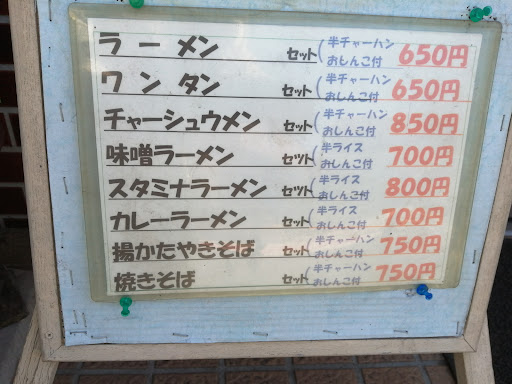 ラーメン セット(半チャーハン おしんこ付 650円
ワンタン セット(半チャーハン おしんこ付 650円
チャーシュウメン セット(半チャーハン おしんこ付 850円
味噌ラーメン セット(半ライス おしんこ付 700円
スタミナラーメン セット(半ライス おしんこ付 800円
カレーラーメン セット(半ライス おしんこ付 700円
揚かたやきそば セット(半チャーハン おしんこ付 750円
焼きそば セット(半チャーハン おしんこ付 750円